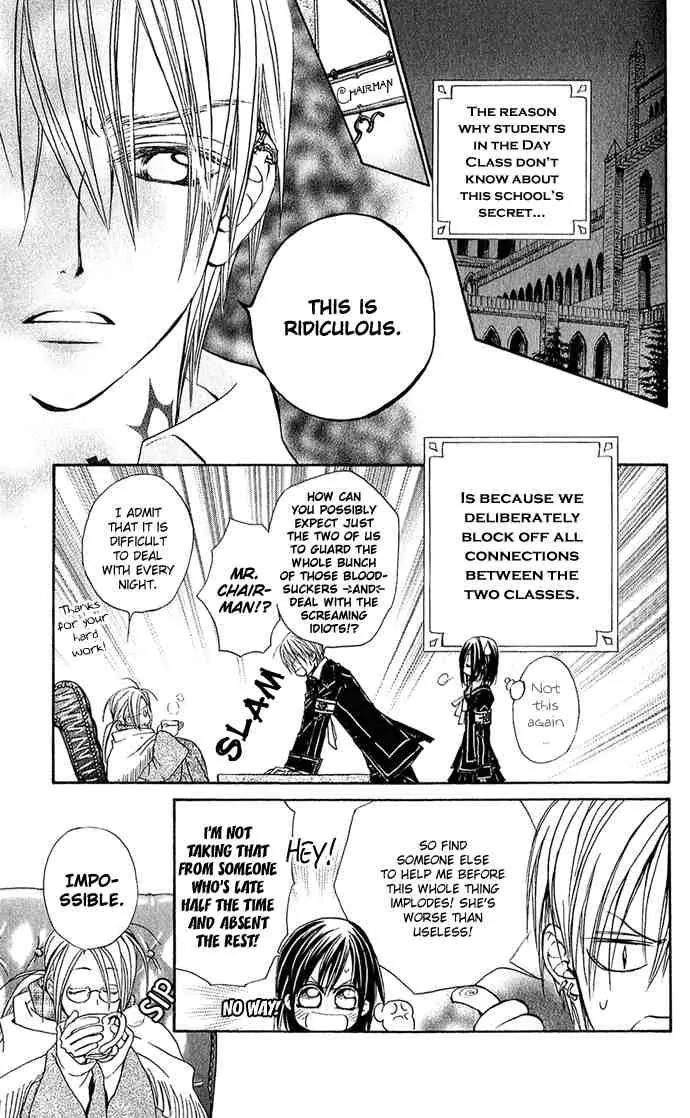 THE REASON
WHY STUDENTS
IN THE DAY
CLASS DON'T
KNOW ABOUT
THIS SCHOOL'S
SECRET...
CHAIRMAN
THIS IS
RIDICULOUS.
IS BECAUSE WE
DELIBERATELY
BLOCK OFF ALL
CONNECTIONS
BETWEEN THE
TWO CLASSES.
HOW CAN
YOU POSSIBLY
EXPECT JUST
THE TWO OF US
TO GUARD THE
WHOLE BUNCH
OF THOSE BLOOD-
SUCKERS →AND←
DEAL WITH THE
SCREAMING
IDIOTS!?
MR.
CHAIR-
MAN!?
I ADMIT
THAT IT IS
DIFFICULT
TO DEAL
WITH EVERY
NIGHT.
Thanks
for your
hard
work!
SLAM
Not
this
again
...
SO FIND
SOMEONE ELSE
TO HELP ME BEFORE
THIS WHOLE THING
IMPLODES! SHE'S
WORSE THAN
USELESS!
HEY!
I'M NOT
TAKING THAT
FROM SOMEONE
WHO'S LATE
HALF THE TIME
AND ABSENT
THE REST!
NO WAY!
IMPO-
SSIBLE.
SIP